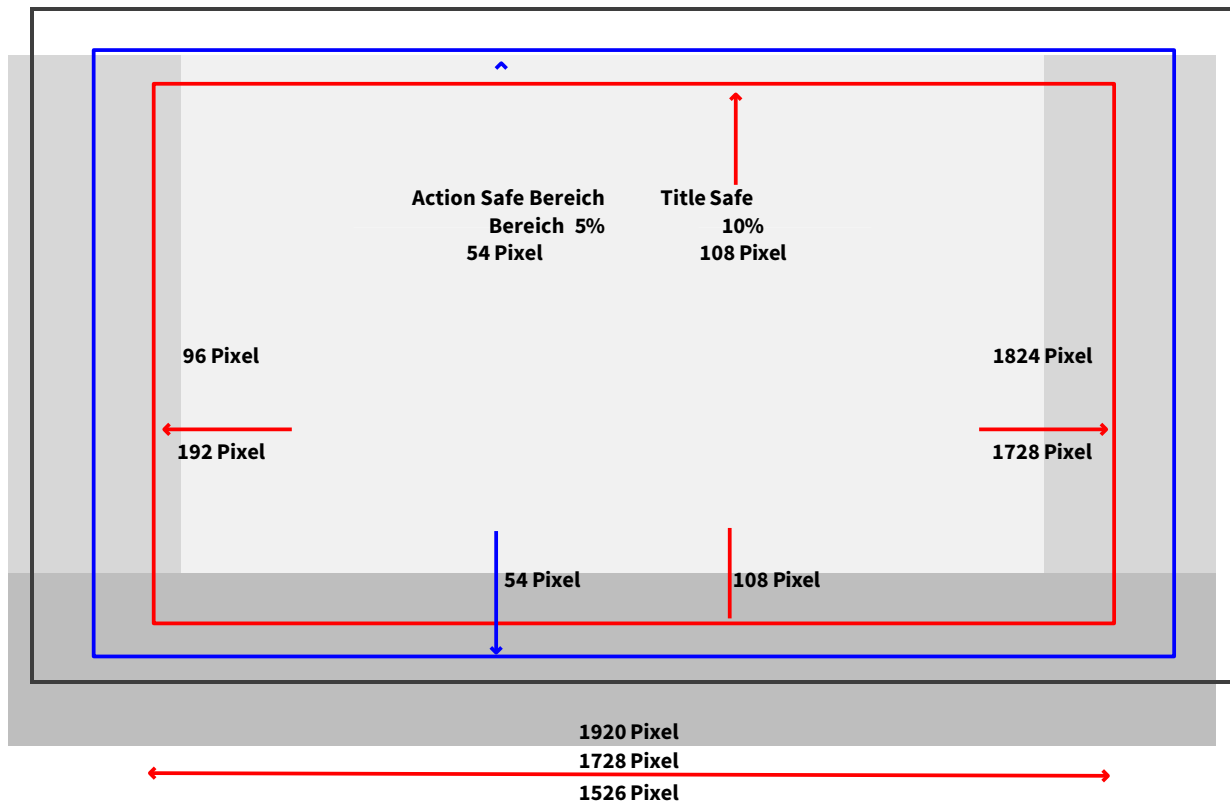 Action Safe Bereich Title Safe
Bereich 5% 10%
54 Pixel 108 Pixel
96 Pixel 1824 Pixel
192 Pixel 1728 Pixel
54 Pixel 108 Pixel
1920 Pixel
1728 Pixel
1526 Pixel